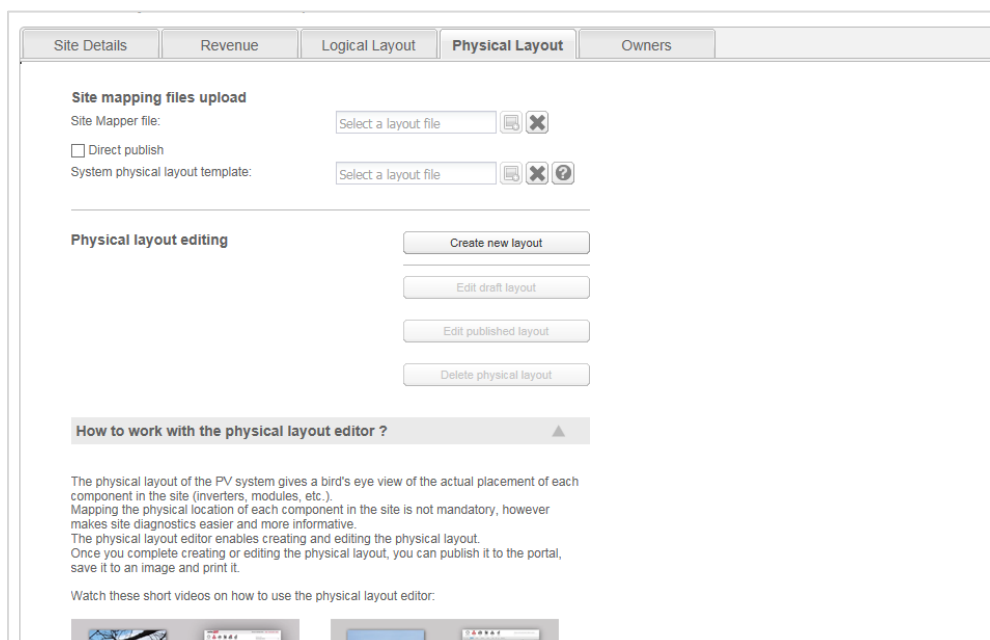 Site Details
Revenue
Logical Layout
Physical Layout
Owners
Site mapping files upload
Site Mapper file:
Select a layout file
Direct publish
System physical layout template:
Select a layout file
Physical layout editing
Create new layout
Edit draft layout
Edit published layout
Delete physical layout
How to work with the physical layout editor ?
The physical layout of the PV system gives a bird's eye view of the actual placement of each
component in the site (inverters, modules, etc.).
Mapping the physical location of each component in the site is not mandatory, however
makes site diagnostics easier and more informative.
The physical layout editor enables creating and editing the physical layout.
Once you complete creating or editing the physical layout, you can publish it to the portal,
save it to an image and print it.
Watch these short videos on how to use the physical layout editor: